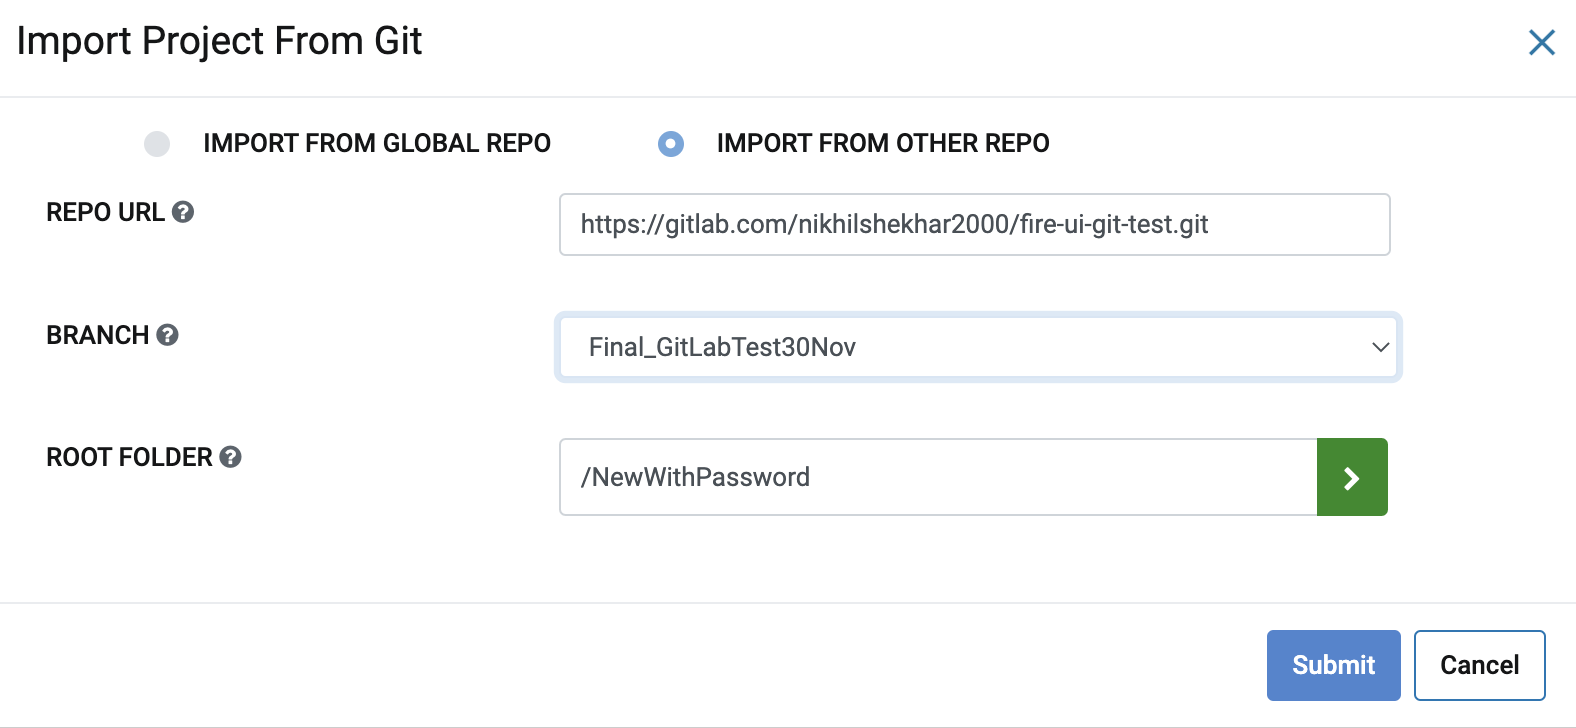 Import Project From Git
IMPORT FROM GLOBAL REPO IMPORT FROM OTHER REPO
REPO URL ? https://gitlab.com/nikhilshekhar2000/fire-ui-git-test.git
BRANCH ? Final_GitLabTest30Nov
ROOT FOLDER ? /NewWithPassword
Submit Cancel